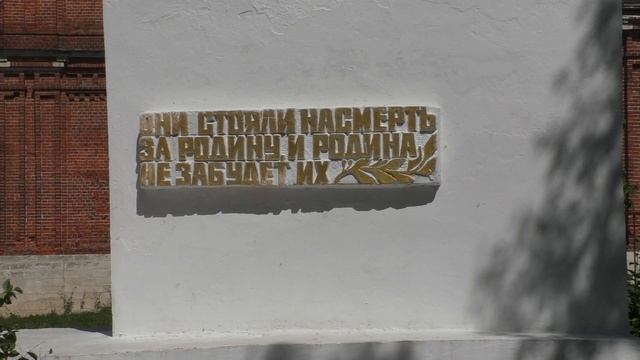 ОНИ СТОЯЛИ НАСМЕРТЬ
ЗА РОДИНУ, И РОДИНА
НЕ ЗАБУДЕТ ИХ